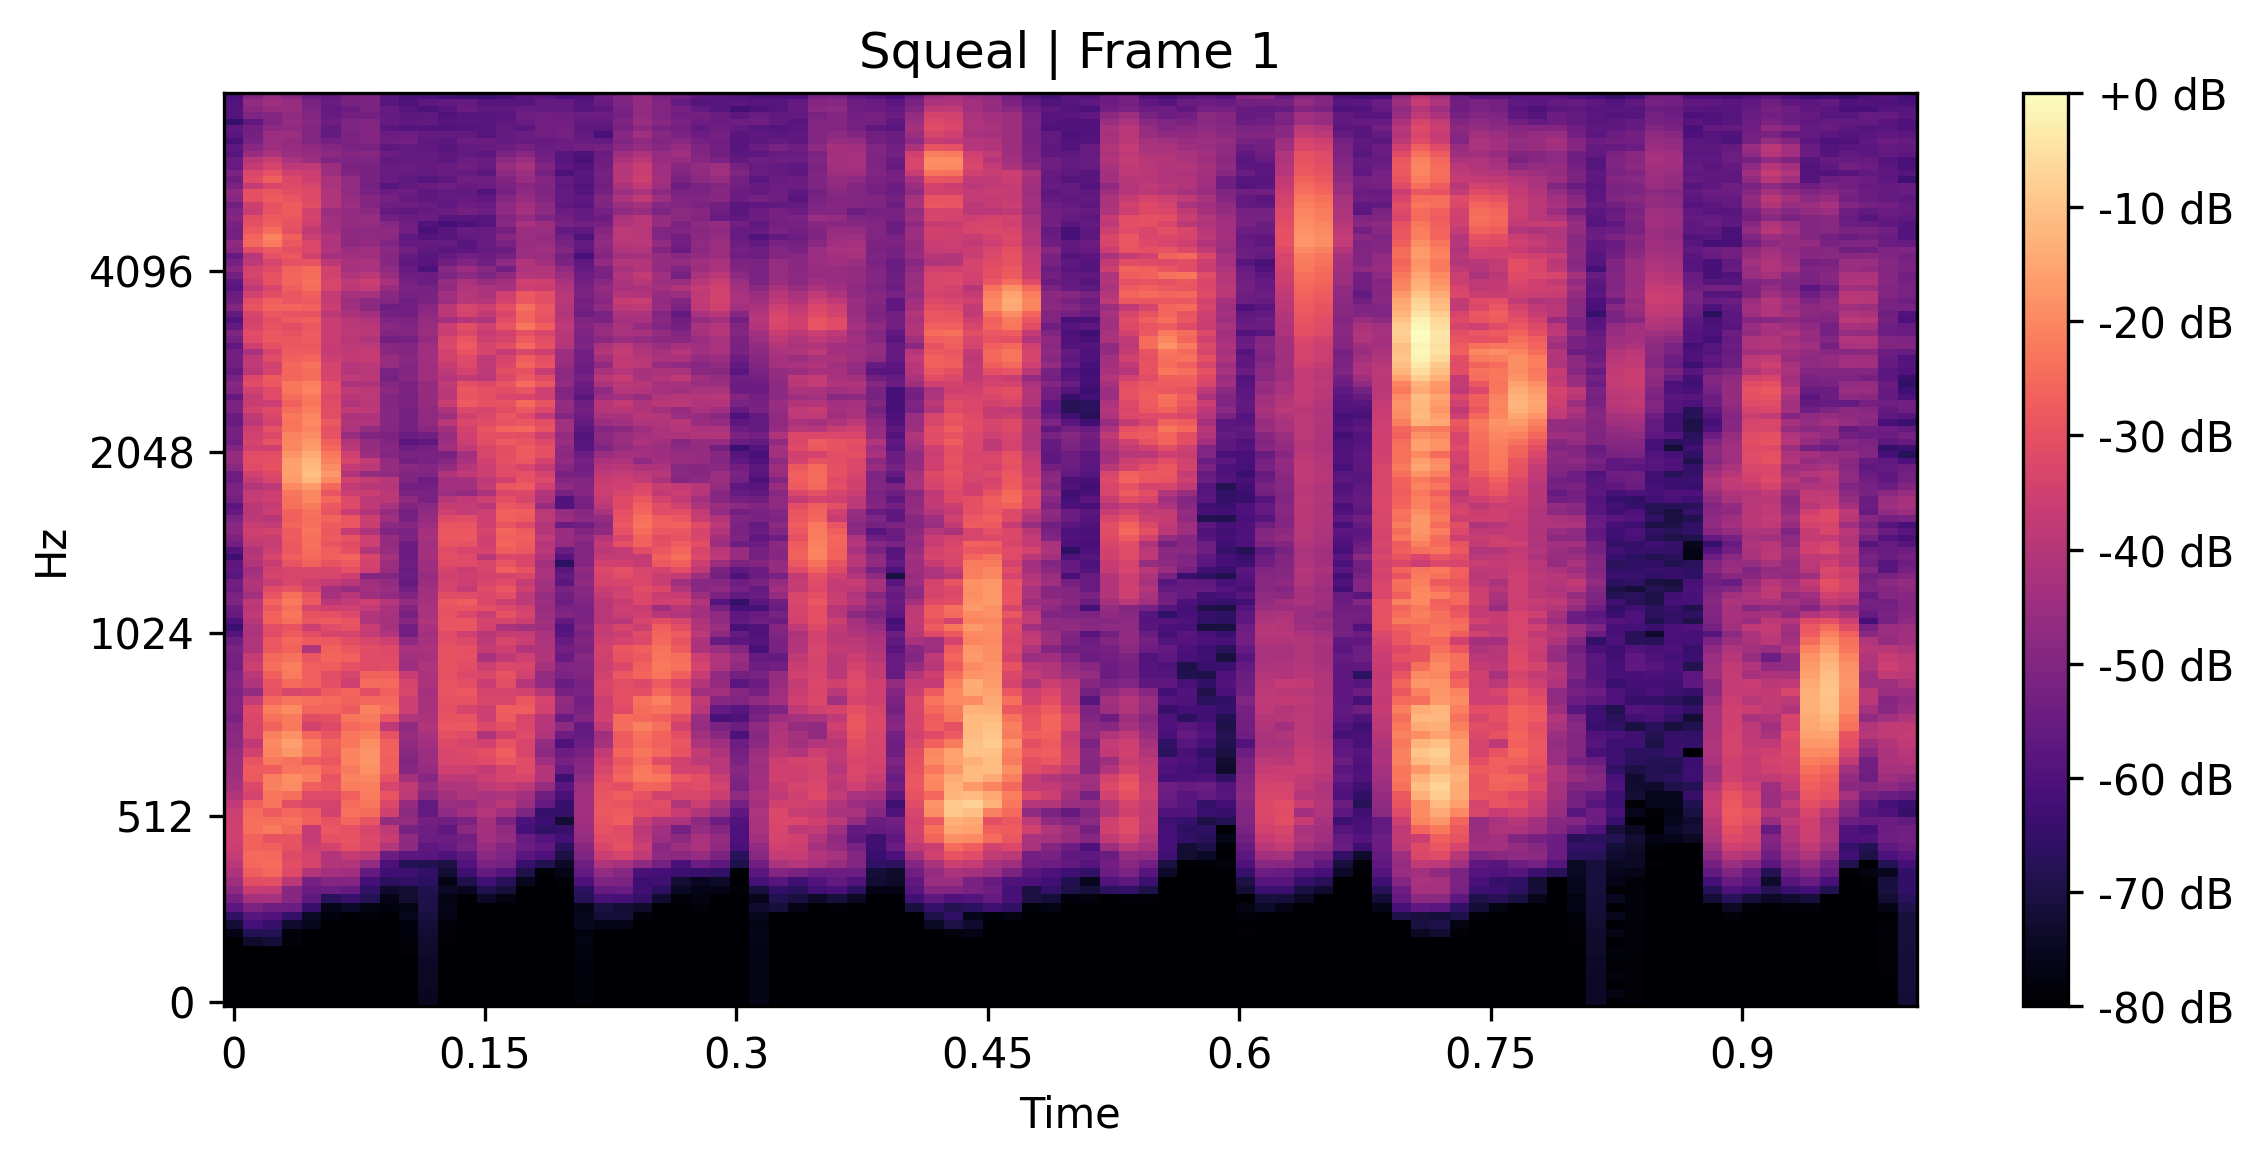 Squeal | Frame 1
Hz
4096
2048
1024
512
0
0 0.15 0.3 0.45 0.6 0.75 0.9
Time
+0 dB
-10 dB
-20 dB
-30 dB
-40 dB
-50 dB
-60 dB
-70 dB
-80 dB